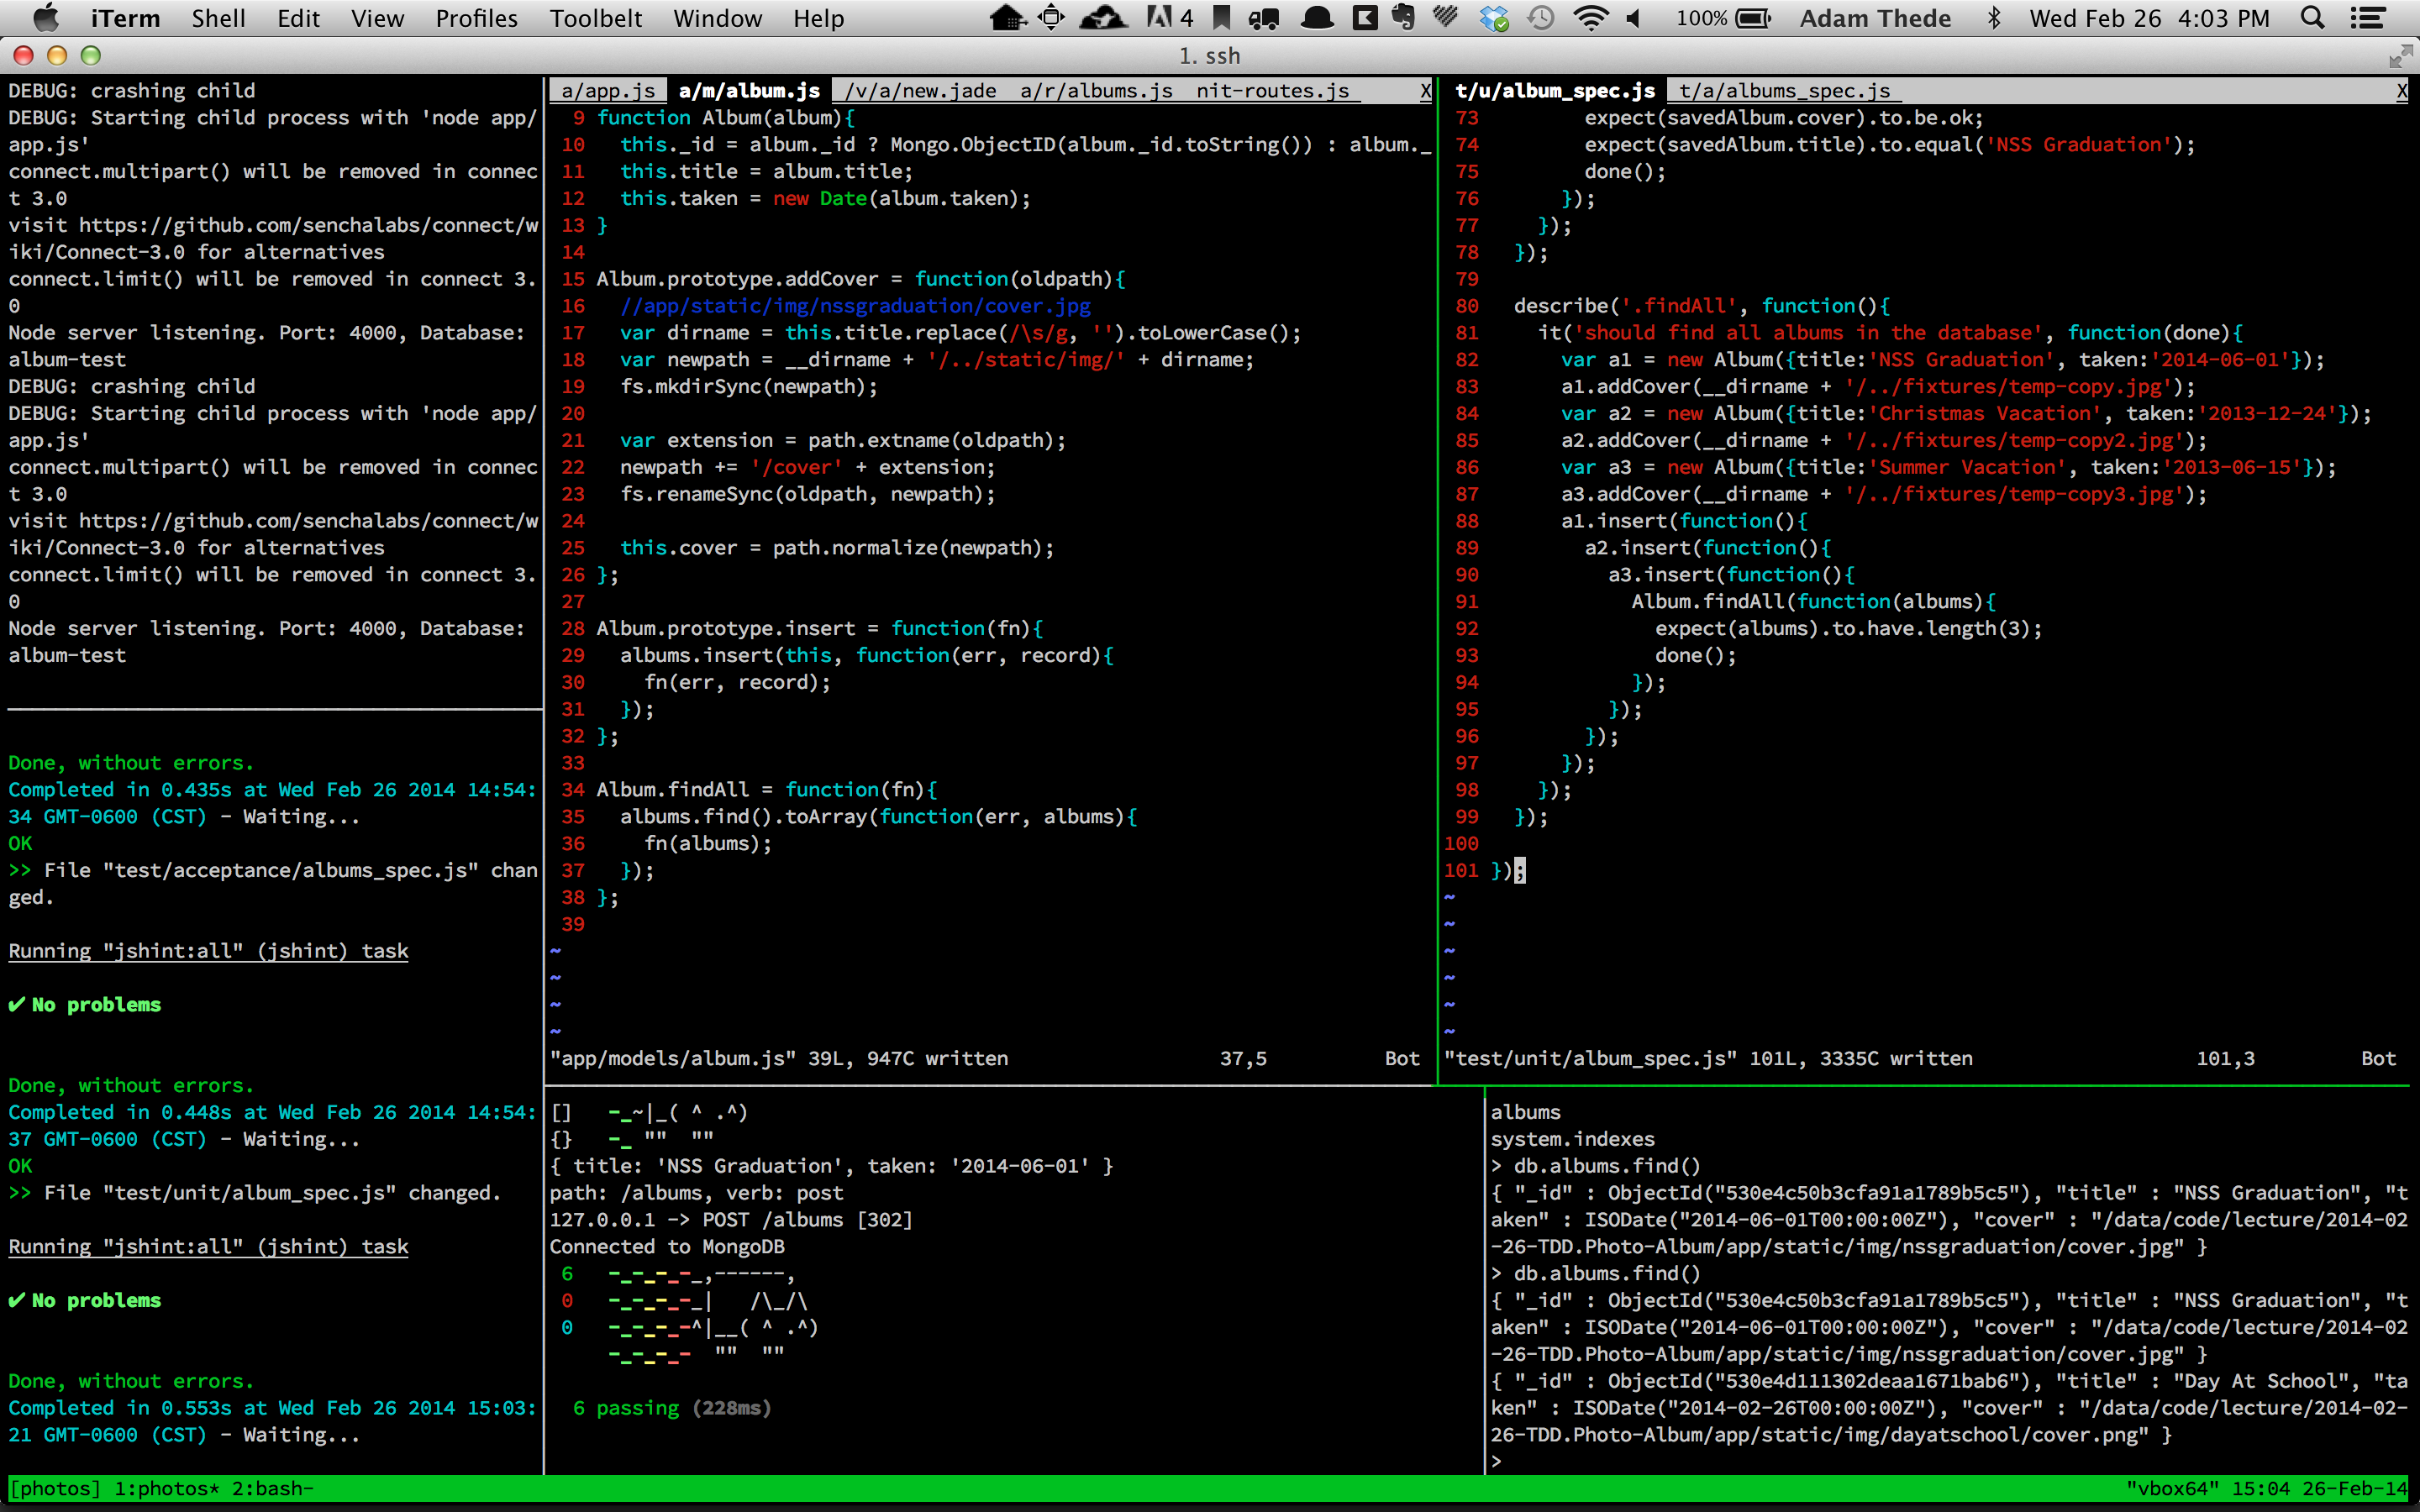 iTerm Shell Edit View Profiles Toolbelt Window Help 4 100% Adam Thede Wed Feb 26 4:03 PM
1. ssh
DEBUG: crashing child
DEBUG: Starting child process with 'node app/
app.js'
connect.multipart() will be removed in connec
t 3.0
visit https://github.com/senchalabs/connect/w
iki/Connect-3.0 for alternatives
connect.limit() will be removed in connect 3.
0
Node server listening. Port: 4000, Database:
album-test
DEBUG: crashing child
DEBUG: Starting child process with 'node app/
app.js'
connect.multipart() will be removed in connec
t 3.0
visit https://github.com/senchalabs/connect/w
iki/Connect-3.0 for alternatives
connect.limit() will be removed in connect 3.
0
Node server listening. Port: 4000, Database:
album-test
Done, without errors.
Completed in 0.435s at Wed Feb 26 2014 14:54:
34 GMT-0600 (CST) - Waiting...
OK
>> File "test/acceptance/albums_spec.js" chan
ged.
Running "jshint:all" (jshint) task
✔ No problems
Done, without errors.
Completed in 0.448s at Wed Feb 26 2014 14:54:
37 GMT-0600 (CST) - Waiting...
OK
>> File "test/unit/album_spec.js" changed.
Running "jshint:all" (jshint) task
✔ No problems
Done, without errors.
Completed in 0.553s at Wed Feb 26 2014 15:03:
21 GMT-0600 (CST) - Waiting...
a/app.js a/m/album.js /v/a/new.jade a/r/albums.js nit-routes.js X
9 function Album(album){
10   this._id = album._id ? Mongo.ObjectID(album._id.toString()) : album._
11   this.title = album.title;
12   this.taken = new Date(album.taken);
13 }
14
15 Album.prototype.addCover = function(oldpath){
16   //app/static/img/nssgraduation/cover.jpg
17   var dirname = this.title.replace(/\s/g, '').toLowerCase();
18   var newpath = __dirname + '/../static/img/' + dirname;
19   fs.mkdirSync(newpath);
20
21   var extension = path.extname(oldpath);
22   newpath += '/cover' + extension;
23   fs.renameSync(oldpath, newpath);
24
25   this.cover = path.normalize(newpath);
26 };
27
28 Album.prototype.insert = function(fn){
29   albums.insert(this, function(err, record){
30     fn(err, record);
31   });
32 };
33
34 Album.findAll = function(fn){
35   albums.find().toArray(function(err, albums){
36     fn(albums);
37   });
38 };
39
~
~
~
~
"app/models/album.js" 39L, 947C written 37,5 Bot
t/u/album_spec.js t/a/albums_spec.js X
73         expect(savedAlbum.cover).to.be.ok;
74         expect(savedAlbum.title).to.equal('NSS Graduation');
75         done();
76       });
77     });
78   });
79
80   describe('.findAll', function(){
81     it('should find all albums in the database', function(done){
82       var a1 = new Album({title:'NSS Graduation', taken:'2014-06-01'});
83       a1.addCover(__dirname + '/../fixtures/temp-copy.jpg');
84       var a2 = new Album({title:'Christmas Vacation', taken:'2013-12-24'});
85       a2.addCover(__dirname + '/../fixtures/temp-copy2.jpg');
86       var a3 = new Album({title:'Summer Vacation', taken:'2013-06-15'});
87       a3.addCover(__dirname + '/../fixtures/temp-copy3.jpg');
88       a1.insert(function(){
89         a2.insert(function(){
90           a3.insert(function(){
91             Album.findAll(function(albums){
92               expect(albums).to.have.length(3);
93               done();
94             });
95           });
96         });
97       });
98     });
99   });
100
101 });
~
~
~
~
~
~
"test/unit/album_spec.js" 101L, 3335C written 101,3 Bot
[]   -_~|_( ^ .^)
{}   -_ ""  ""
{ title: 'NSS Graduation', taken: '2014-06-01' }
path: /albums, verb: post
127.0.0.1 -> POST /albums [302]
Connected to MongoDB
6   -_-_-_-_,------,
0   -_-_-_-_|   /\_/\
0   -_-_-_-^|__( ^ .^)
    -_-_-_-  ""  ""
6 passing (228ms)
albums
system.indexes
> db.albums.find()
{ "_id" : ObjectId("530e4c50b3cfa91a1789b5c5"), "title" : "NSS Graduation", "t
aken" : ISODate("2014-06-01T00:00:00Z"), "cover" : "/data/code/lecture/2014-02
-26-TDD.Photo-Album/app/static/img/nssgraduation/cover.jpg" }
> db.albums.find()
{ "_id" : ObjectId("530e4c50b3cfa91a1789b5c5"), "title" : "NSS Graduation", "t
aken" : ISODate("2014-06-01T00:00:00Z"), "cover" : "/data/code/lecture/2014-02
-26-TDD.Photo-Album/app/static/img/nssgraduation/cover.jpg" }
{ "_id" : ObjectId("530e4d111302deaa1671bab6"), "title" : "Day At School", "ta
ken" : ISODate("2014-02-26T00:00:00Z"), "cover" : "/data/code/lecture/2014-02-
26-TDD.Photo-Album/app/static/img/dayatschool/cover.png" }
>
[photos] 1:photos* 2:bash- "vbox64" 15:04 26-Feb-14